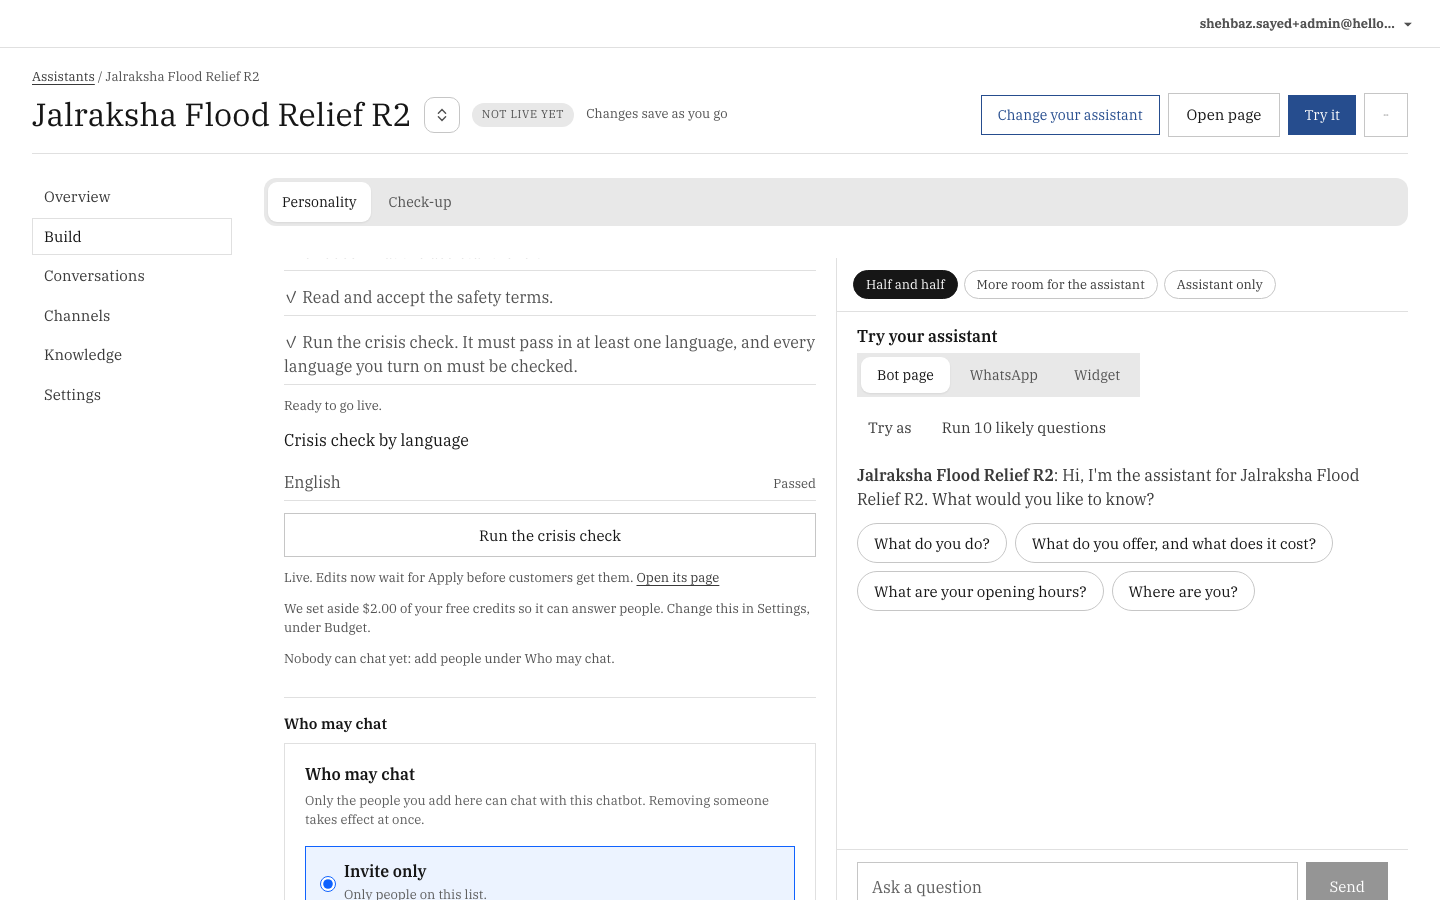 shehbaz.sayed+admin@hello...
Assistants / Jalraksha Flood Relief R2
Jalraksha Flood Relief R2
NOT LIVE YET
Changes save as you go
Change your assistant
Open page
Try it
Overview
Build
Conversations
Channels
Knowledge
Settings
Personality
Check-up
✓ Read and accept the safety terms.
✓ Run the crisis check. It must pass in at least one language, and every
language you turn on must be checked.
Ready to go live.
Crisis check by language
English
Passed
Run the crisis check
Live. Edits now wait for Apply before customers get them. Open its page
We set aside $2.00 of your free credits so it can answer people. Change this in Settings,
under Budget.
Nobody can chat yet: add people under Who may chat.
Who may chat
Who may chat
Only the people you add here can chat with this chatbot. Removing someone
takes effect at once.
Invite only
Only people on this list.
Half and half
More room for the assistant
Assistant only
Try your assistant
Bot page
WhatsApp
Widget
Try as
Run 10 likely questions
Jalraksha Flood Relief R2: Hi, I'm the assistant for Jalraksha Flood
Relief R2. What would you like to know?
What do you do?
What do you offer, and what does it cost?
What are your opening hours?
Where are you?
Ask a question
Send